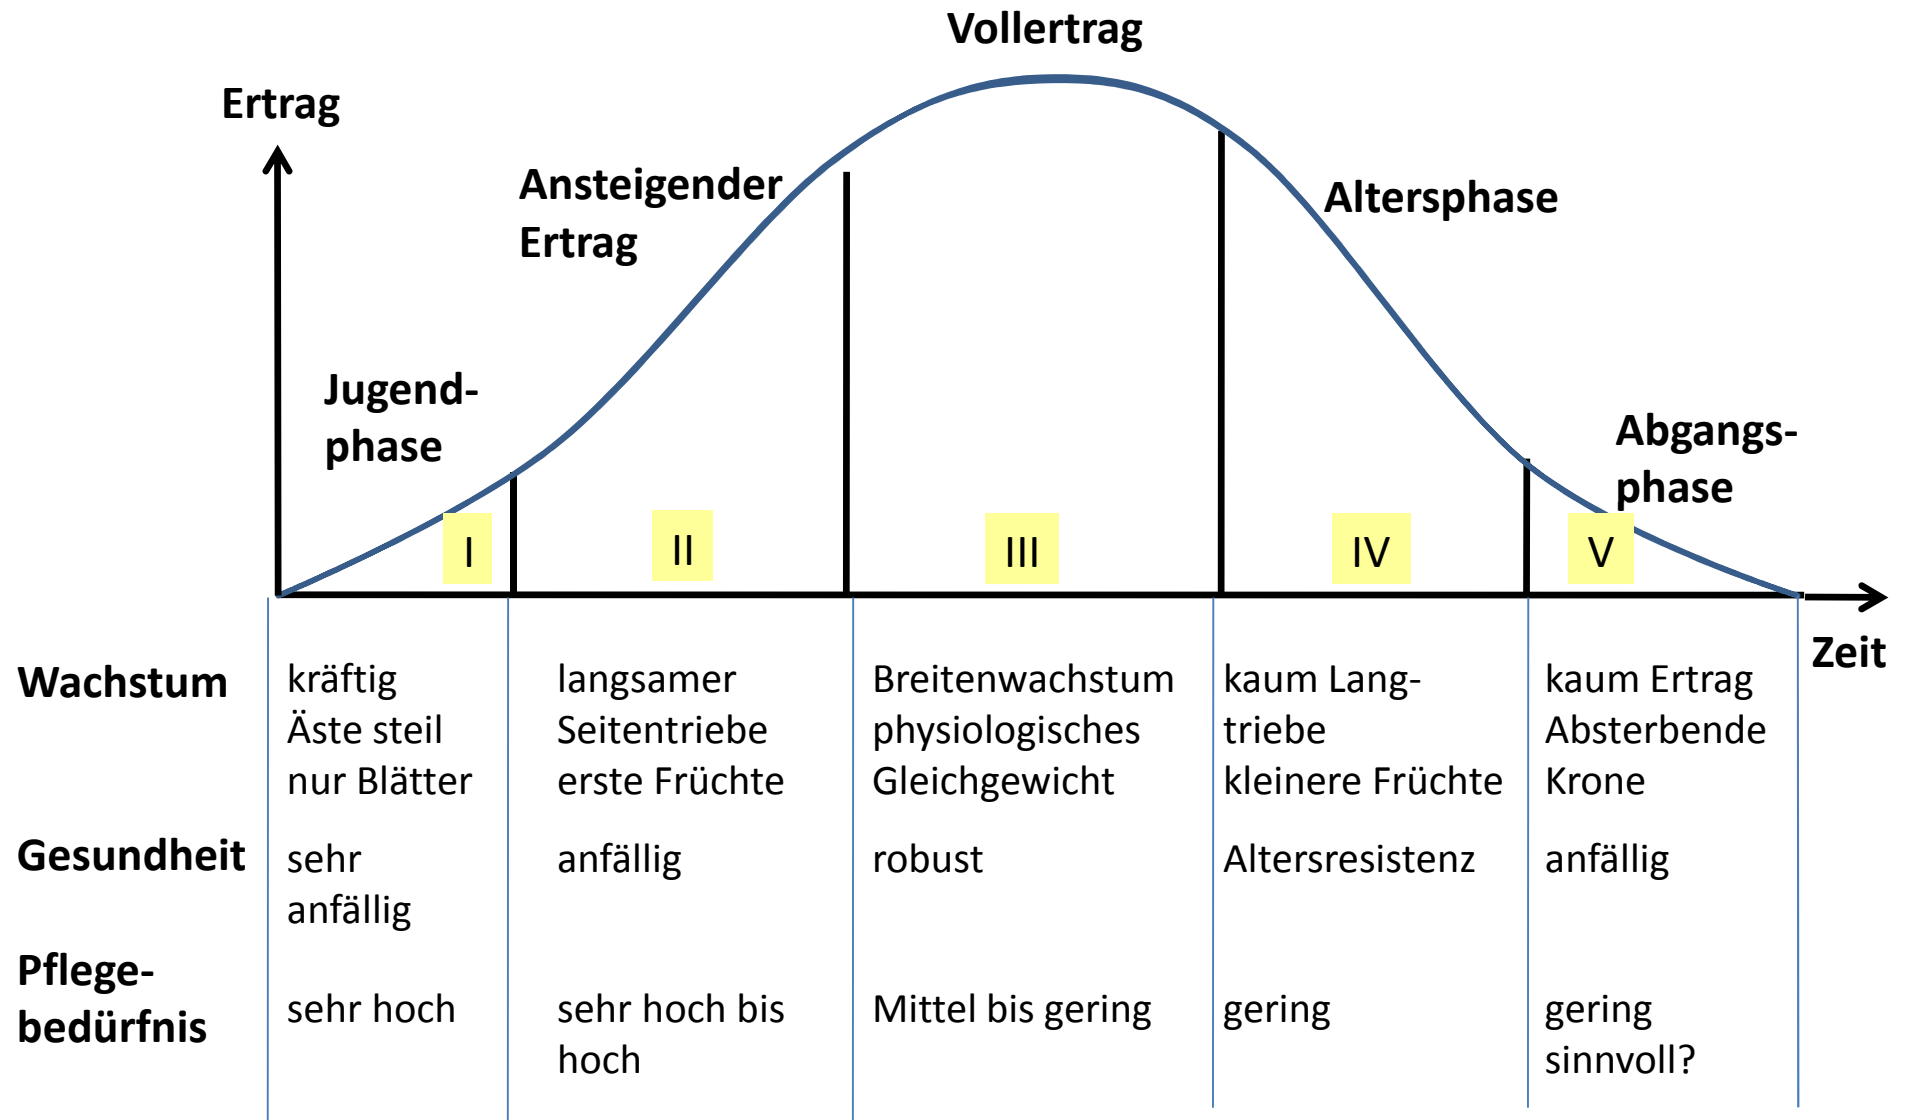 Vollertrag
Ertrag
Ansteigender
Ertrag
Altersphase
Jugend-
phase
Abgangs-
phase
I
II
III
IV
V
Zeit
Wachstum
kräftig
Äste steil
nur Blätter
langsamer
Seitentriebe
erste Früchte
Breitenwachstum
physiologisches
Gleichgewicht
kaum Lang-
triebe
kleinere Früchte
kaum Ertrag
Absterbende
Krone
Gesundheit
sehr
anfällig
anfällig
robust
Altersresistenz
anfällig
Pflege-
bedürfnis
sehr hoch
sehr hoch bis
hoch
Mittel bis gering
gering
gering
sinnvoll?